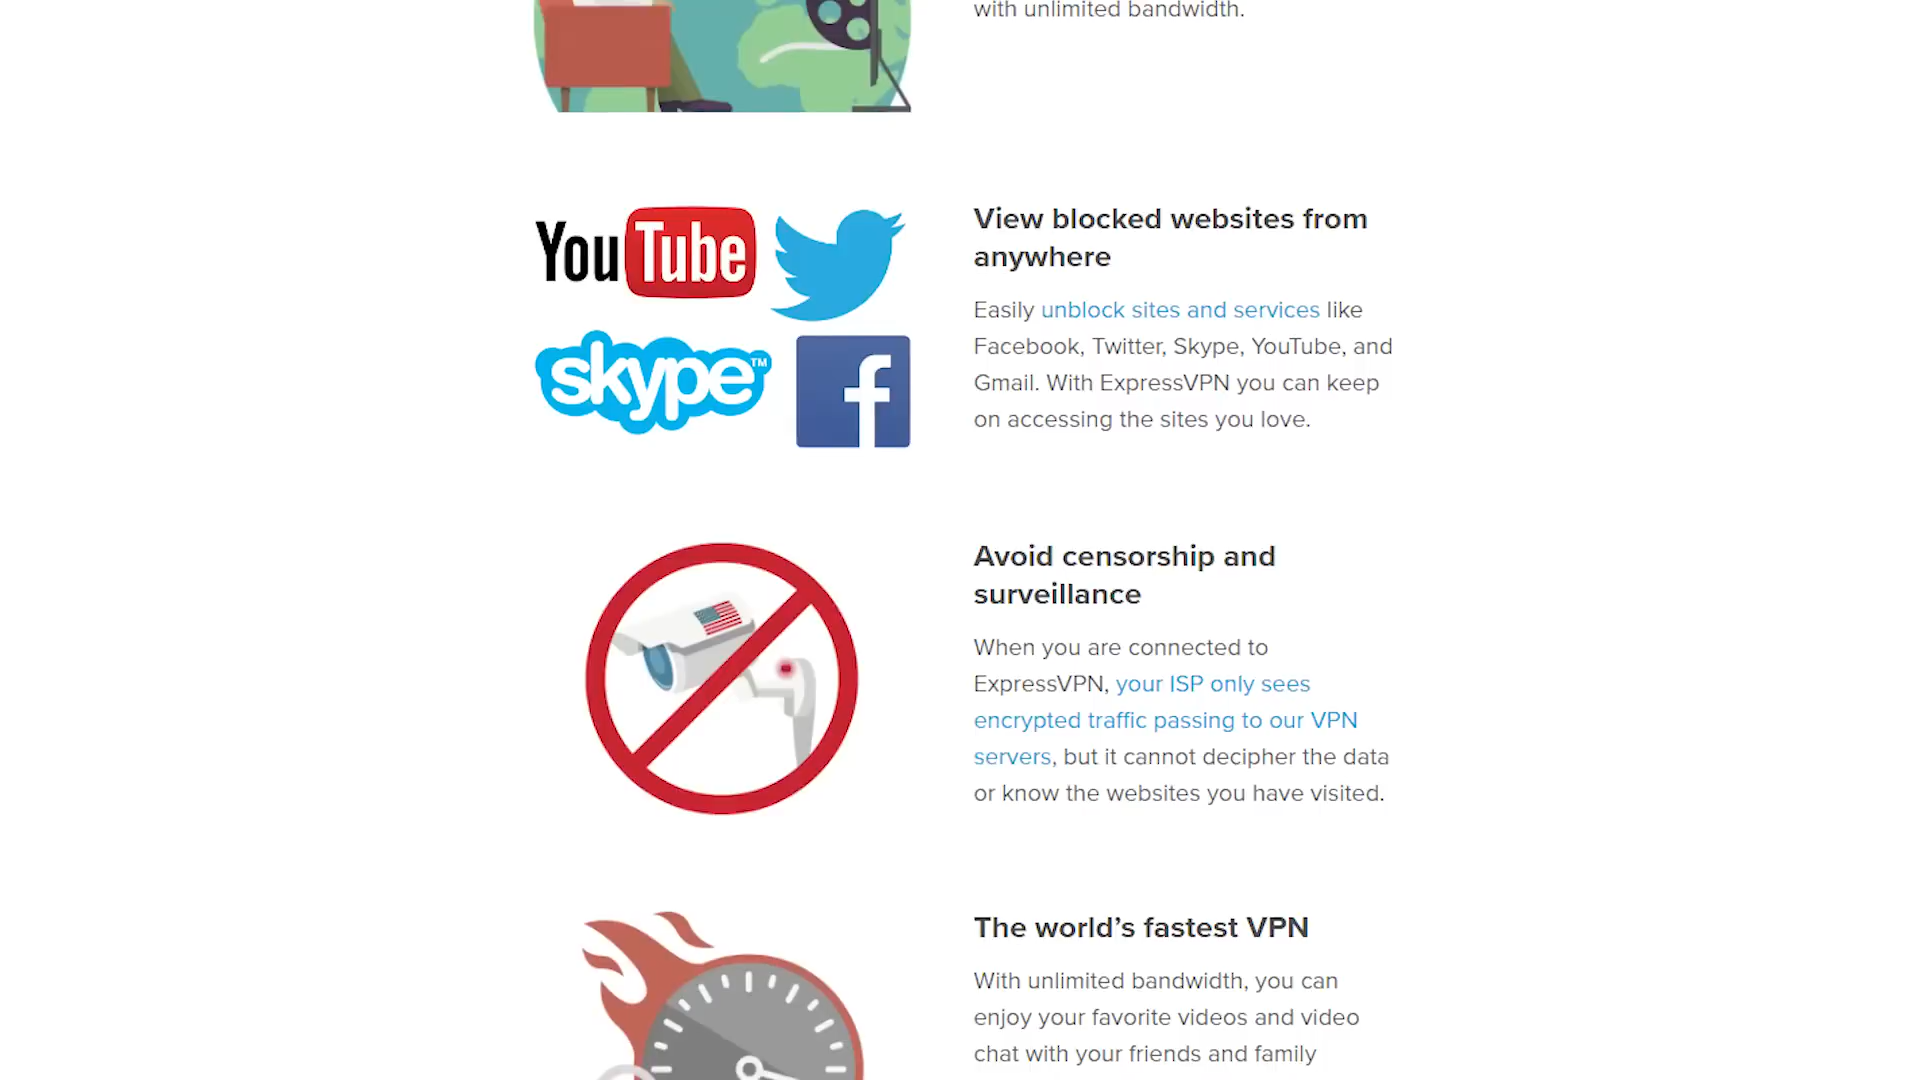 with unlimited bandwidth.
YouTube
skype™
f
View blocked websites from
anywhere
Easily unblock sites and services like
Facebook, Twitter, Skype, YouTube, and
Gmail. With ExpressVPN you can keep
on accessing the sites you love.
Avoid censorship and
surveillance
When you are connected to
ExpressVPN, your ISP only sees
encrypted traffic passing to our VPN
servers, but it cannot decipher the data
or know the websites you have visited.
The world’s fastest VPN
With unlimited bandwidth, you can
enjoy your favorite videos and video
chat with your friends and family